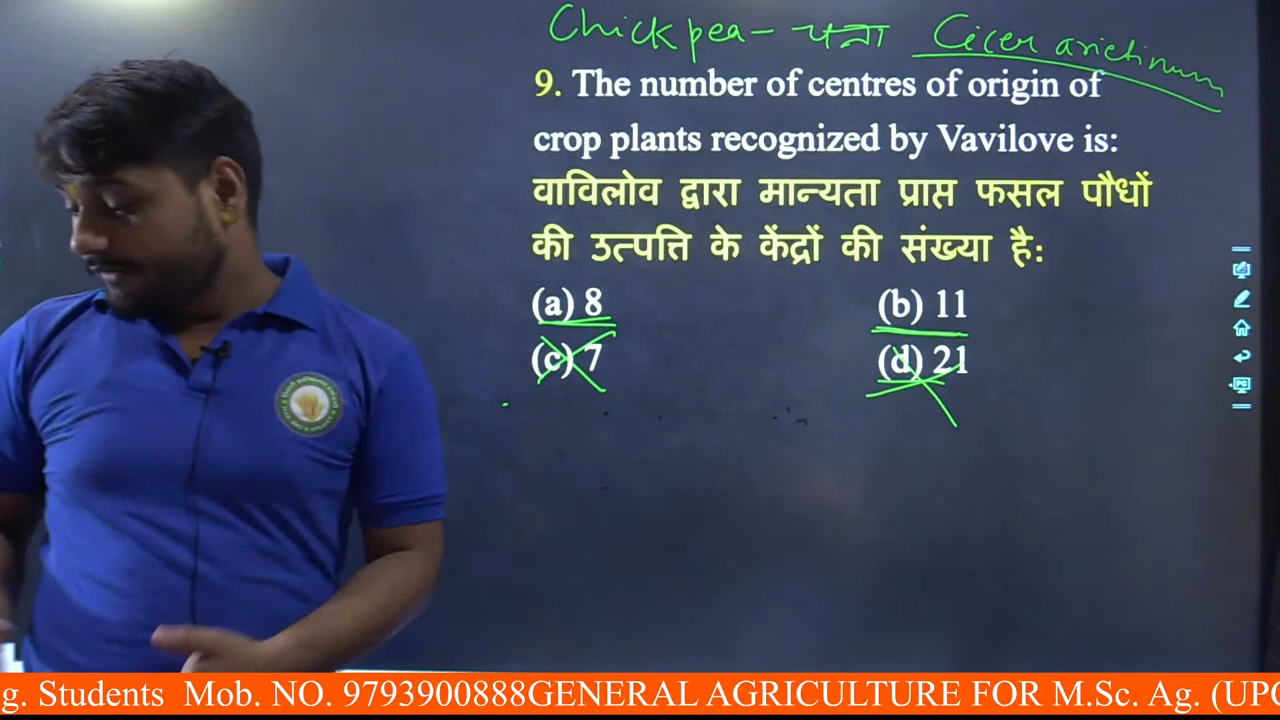 Chickpea - चना Cicer arietinum
9. The number of centres of origin of
crop plants recognized by Vavilove is:
वाविलोव द्वारा मान्यता प्राप्त फसल पौधों
की उत्पत्ति के केंद्रों की संख्या है:
(a) 8 (b) 11
(c) 7 (d) 21
g. Students Mob. NO. 9793900888GENERAL AGRICULTURE FOR M.Sc. Ag. (UPC